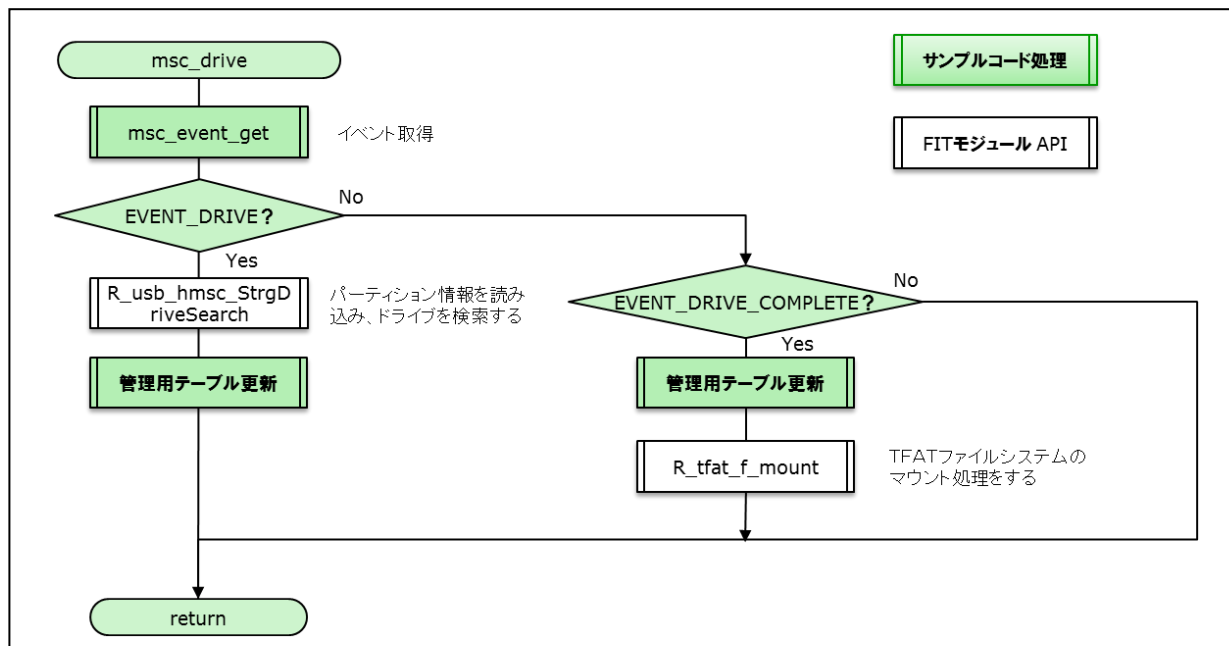 msc_drive
サンプルコード処理
msc_event_get
イベント取得
FITモジュール API
EVENT_DRIVE?
No
Yes
R_usb_hmsc_StrgD
riveSearch
パーティション情報を読み
込み、ドライブを検索する
EVENT_DRIVE_COMPLETE?
No
Yes
管理用テーブル更新
管理用テーブル更新
R_tfat_f_mount
TFATファイルシステムの
マウント処理をする
return